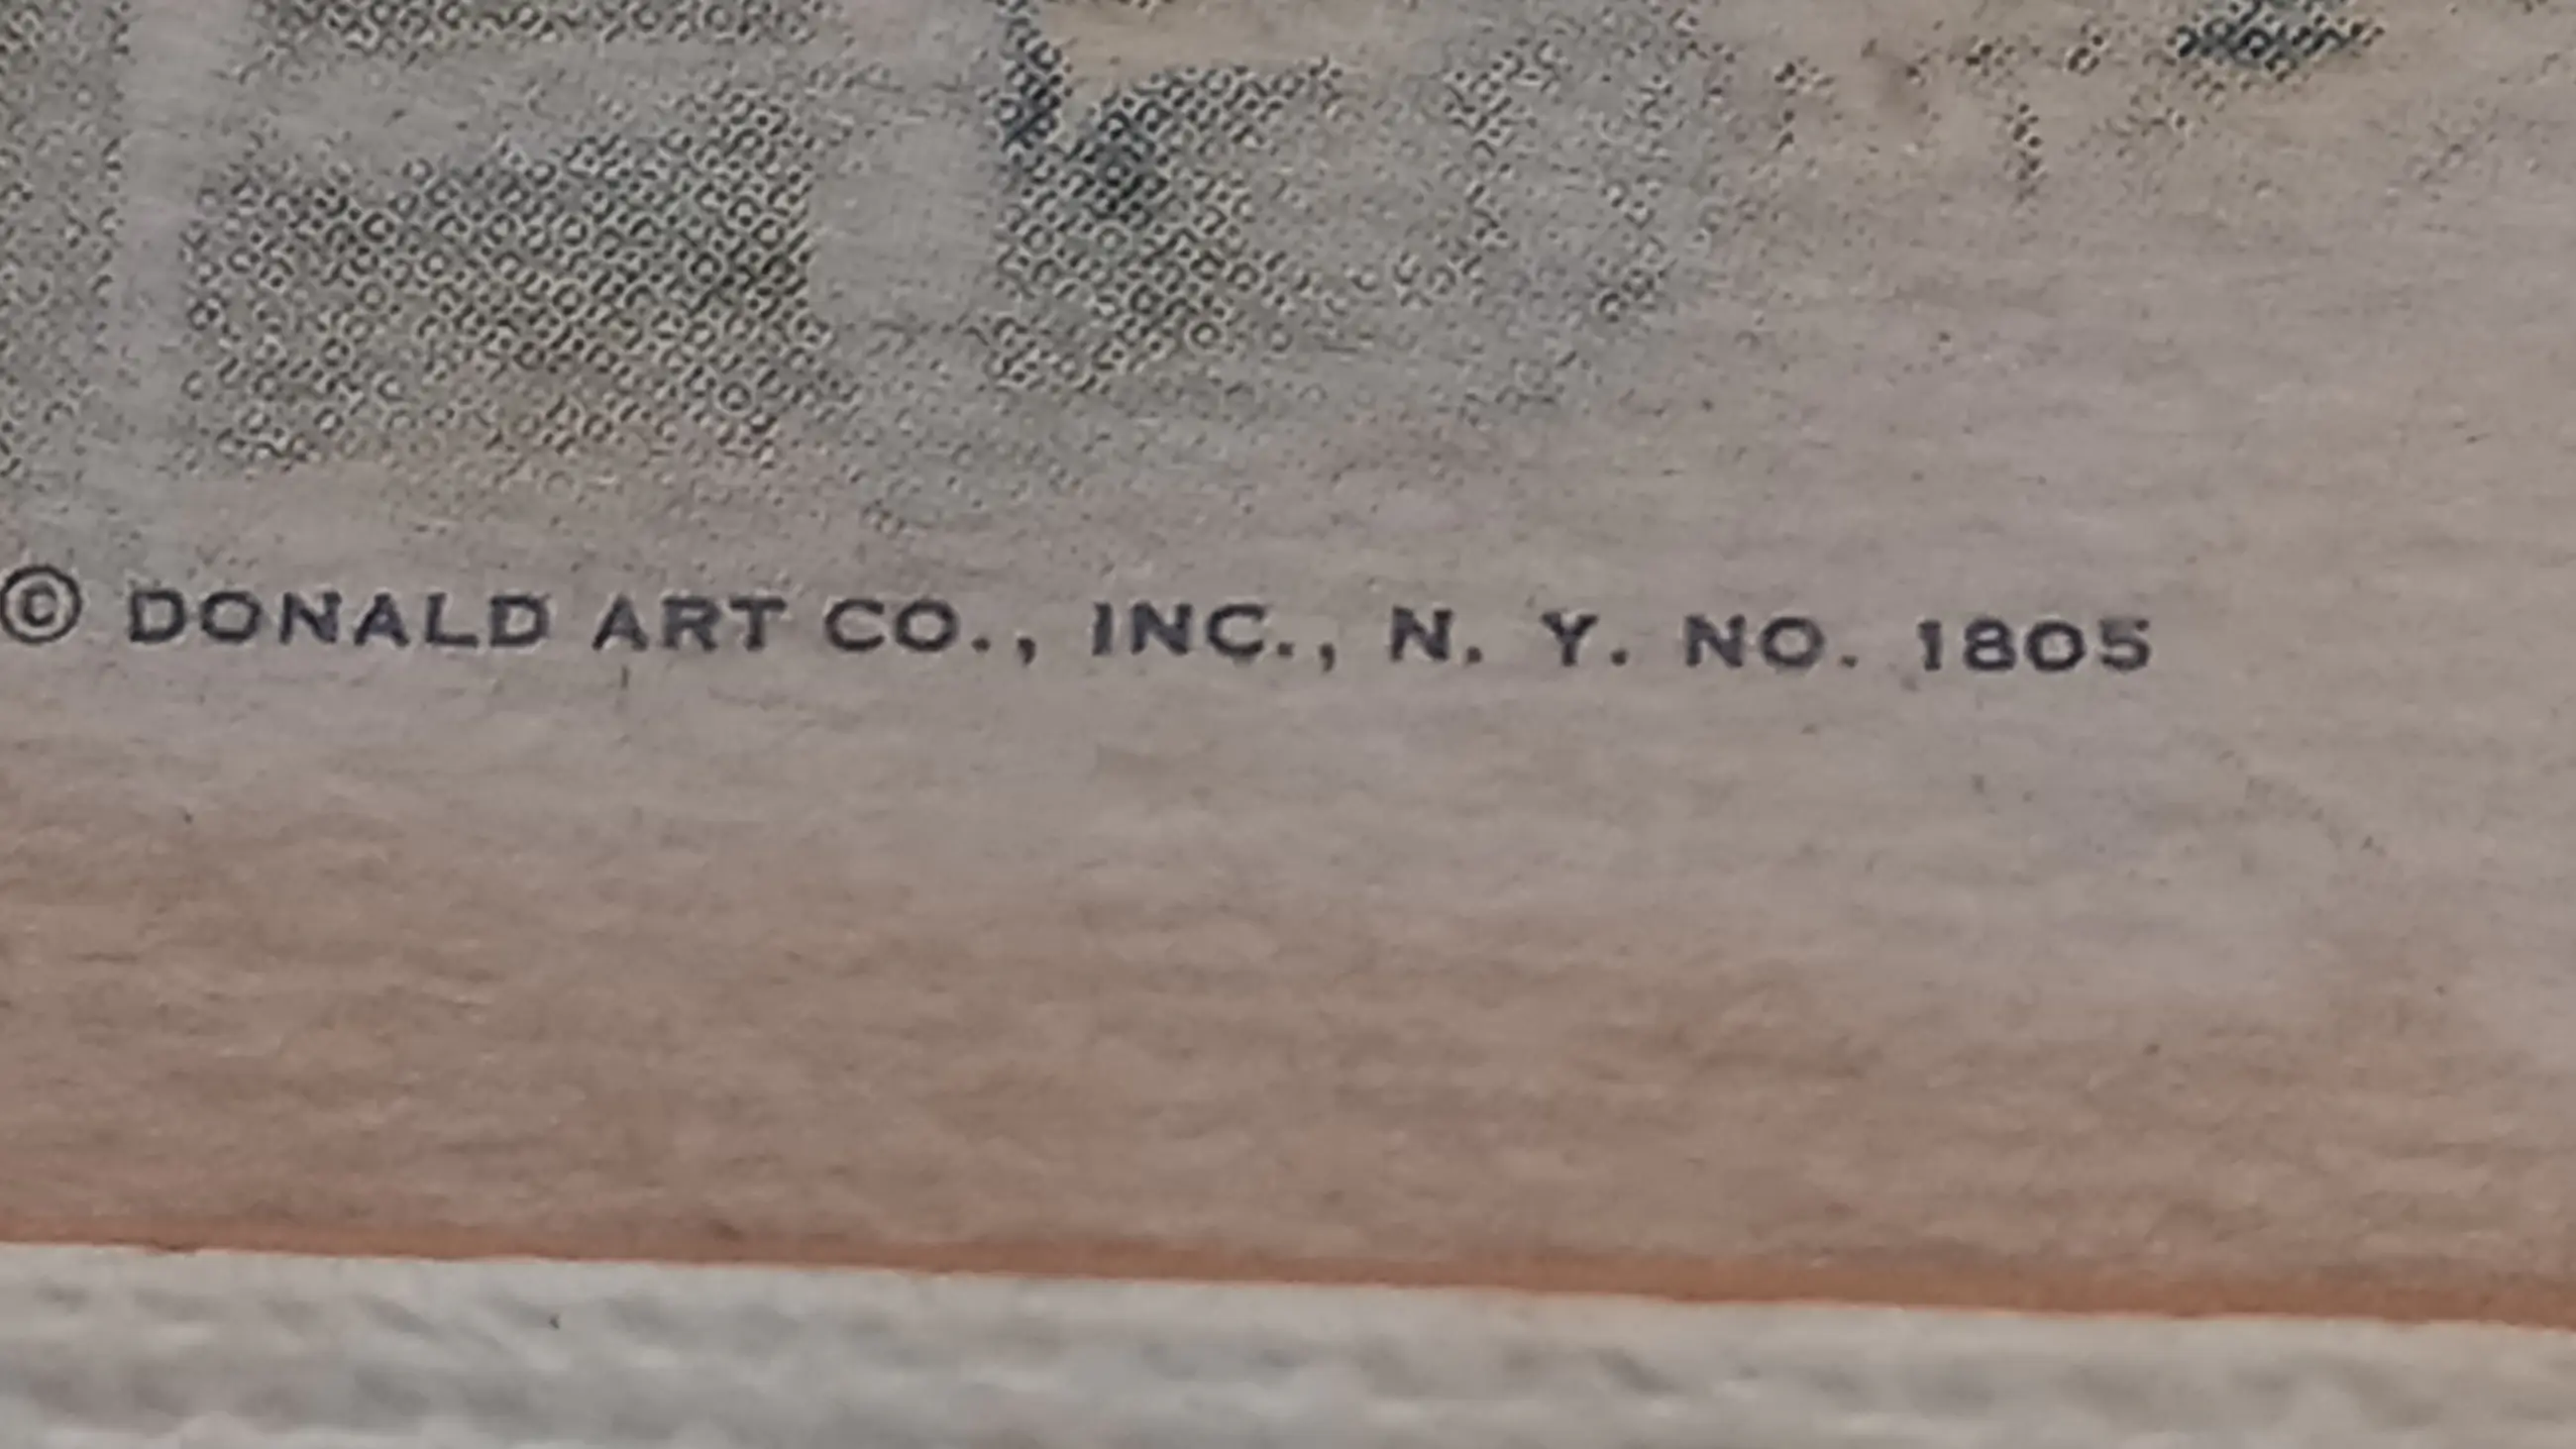 © DONALD ART CO., INC., N. Y. NO. 1805